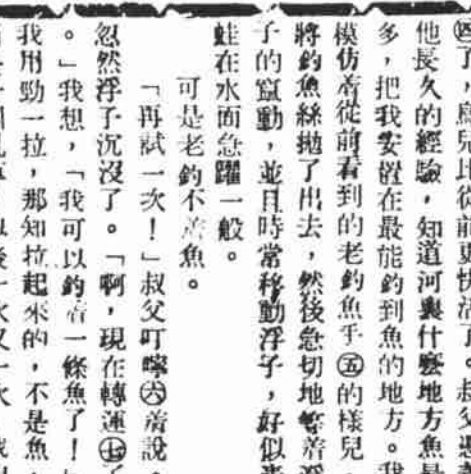 ㊃了，鳥兒比從前更快活了。叔父
他長久的經驗，知道河裏什麼地方魚最
多，把我安置在最能釣到魚的地方。我
模仿着從前看到的老釣魚手㊄的樣兒，
將釣魚絲拋了出去，然後急切地等着
子的竄動，並且時常移動浮子，好似
蛙在水面急躍一般。
可是老釣不着魚。
「再試一次！」叔父叮嚀㊅着說。
忽然浮子沉沒了。「啊，現在轉運㊆了
。」我想，「我可以釣着一條魚了！」
我用勁一拉，那知拉起來的，不是魚，